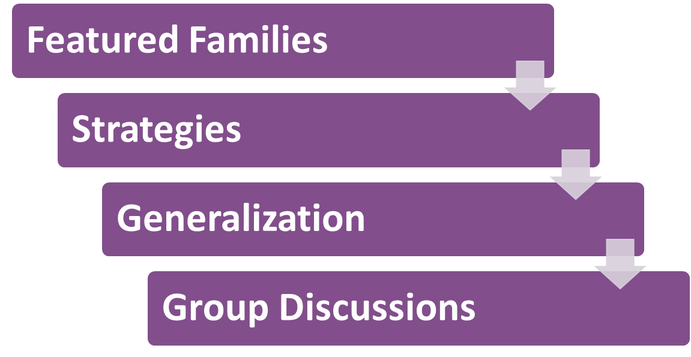 Featured Families
Strategies
Generalization
Group Discussions